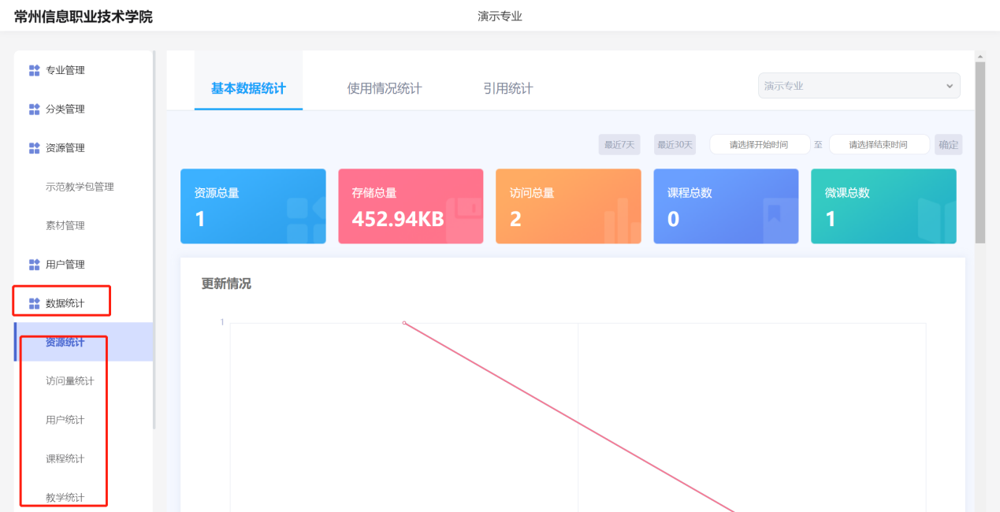 常州信息职业技术学院
演示专业
专业管理
分类管理
资源管理
示范教学包管理
素材管理
用户管理
数据统计
资源统计
访问量统计
用户统计
课程统计
教学统计
基本数据统计
使用情况统计
引用统计
演示专业
最近7天
最近30天
请选择开始时间
至
请选择结束时间
确定
资源总量
1
存储总量
452.94KB
访问总量
2
课程总数
0
微课总数
1
更新情况
1